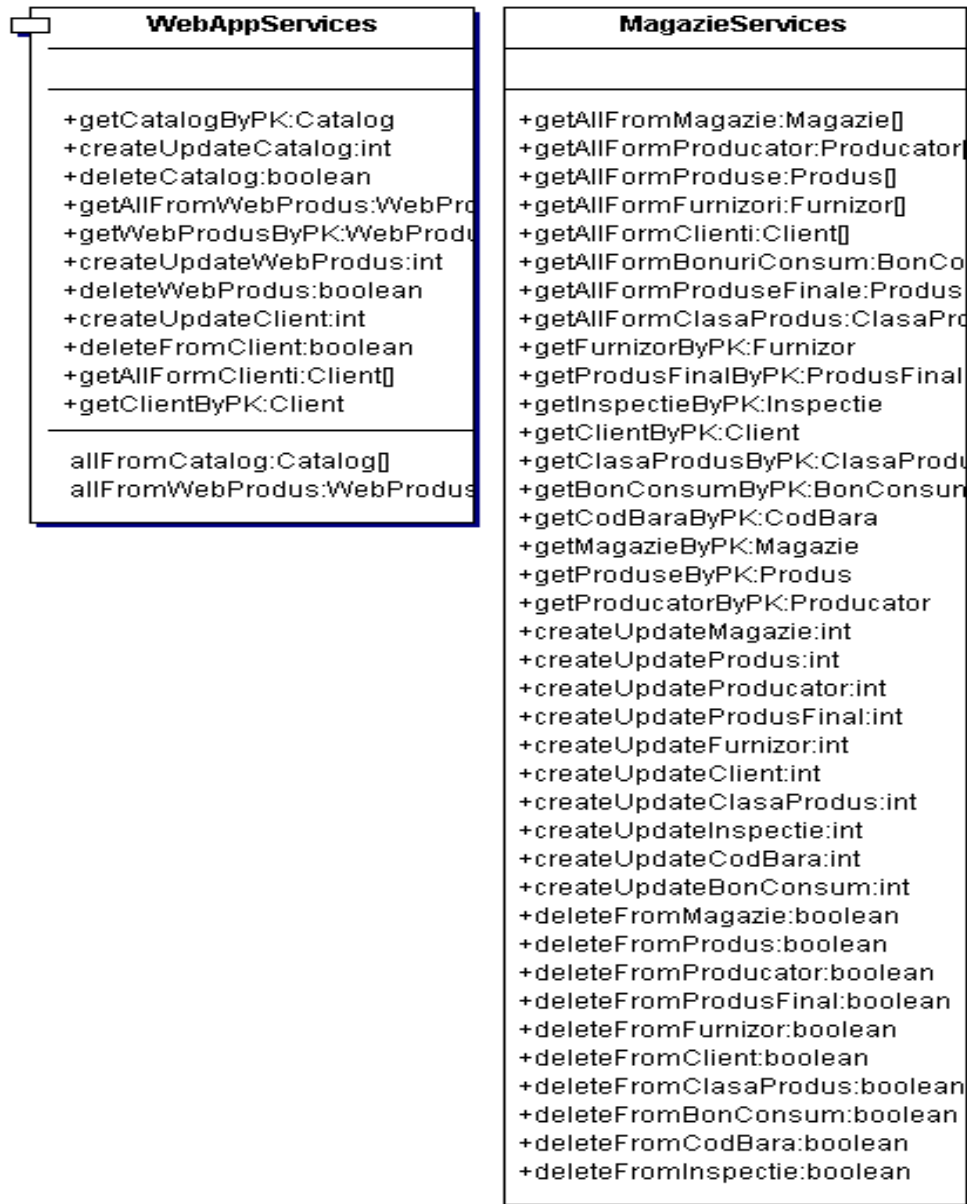 WebAppServices
+getCatalogByPK:Catalog
+createUpdateCatalog:int
+deleteCatalog:boolean
+getAllFromWebProdus:WebPro
+getWebProdusByPK:WebProdu
+createUpdateWebProdus:int
+deleteWebProdus:boolean
+createUpdateClient:int
+deleteFromClient:boolean
+getAllFormClienti:Client[]
+getClientByPK:Client
allFromCatalog:Catalog[]
allFromWebProdus:WebProdus
MagazieServices
+getAllFromMagazie:Magazie[]
+getAllFormProducator:Producator[
+getAllFormProduse:Produs[]
+getAllFormFurnizori:Furnizor[]
+getAllFormClienti:Client[]
+getAllFormBonuriConsum:BonCo
+getAllFormProduseFinale:Produs
+getAllFormClasaProdus:ClasaPro
+getFurnizorByPK:Furnizor
+getProdusFinalByPK:ProdusFinal
+getInspectieByPK:Inspectie
+getClientByPK:Client
+getClasaProdusByPK:ClasaProdu
+getBonConsumByPK:BonConsum
+getCodBaraByPK:CodBara
+getMagazieByPK:Magazie
+getProduseByPK:Produs
+getProducatorByPK:Producator
+createUpdateMagazie:int
+createUpdateProdus:int
+createUpdateProducator:int
+createUpdateProdusFinal:int
+createUpdateFurnizor:int
+createUpdateClient:int
+createUpdateClasaProdus:int
+createUpdateInspectie:int
+createUpdateCodBara:int
+createUpdateBonConsum:int
+deleteFromMagazie:boolean
+deleteFromProdus:boolean
+deleteFromProducator:boolean
+deleteFromProdusFinal:boolean
+deleteFromFurnizor:boolean
+deleteFromClient:boolean
+deleteFromClasaProdus:boolean
+deleteFromBonConsum:boolean
+deleteFromCodBara:boolean
+deleteFromInspectie:boolean